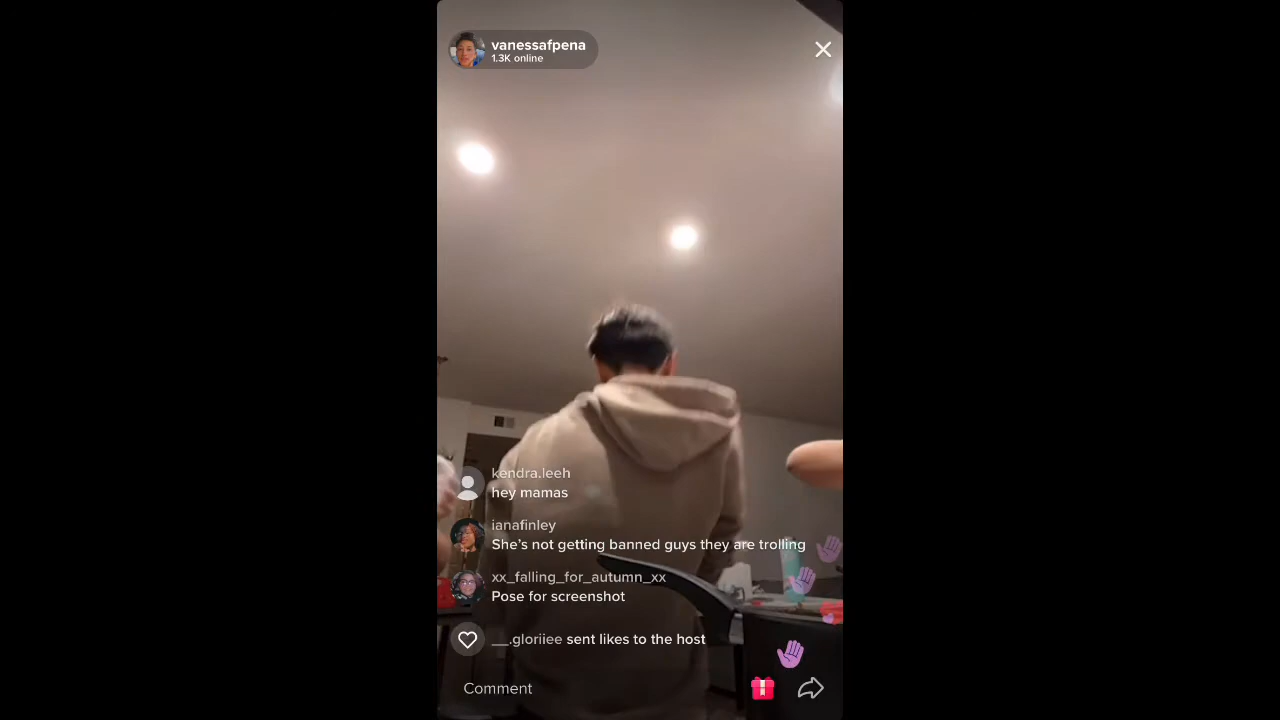 vanessafpena
1.3K online
kendra.leeh
hey mamas
ianafinley
She's not getting banned guys they are trolling
xx_falling_for_autumn_xx
Pose for screenshot
__.gloriiee sent likes to the host
Comment